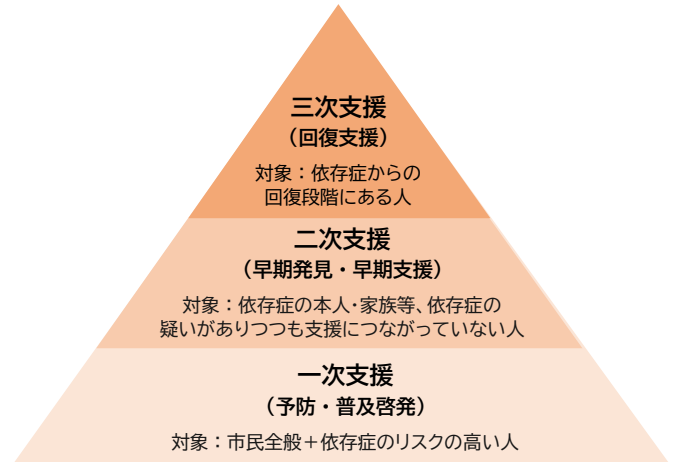 三次支援
（回復支援）
対象：依存症からの
回復段階にある人
二次支援
（早期発見・早期支援）
対象：依存症の本人･家族等、依存症の
疑いがありつつも支援につながっていない人
一次支援
（予防・普及啓発）
対象：市民全般＋依存症のリスクの高い人